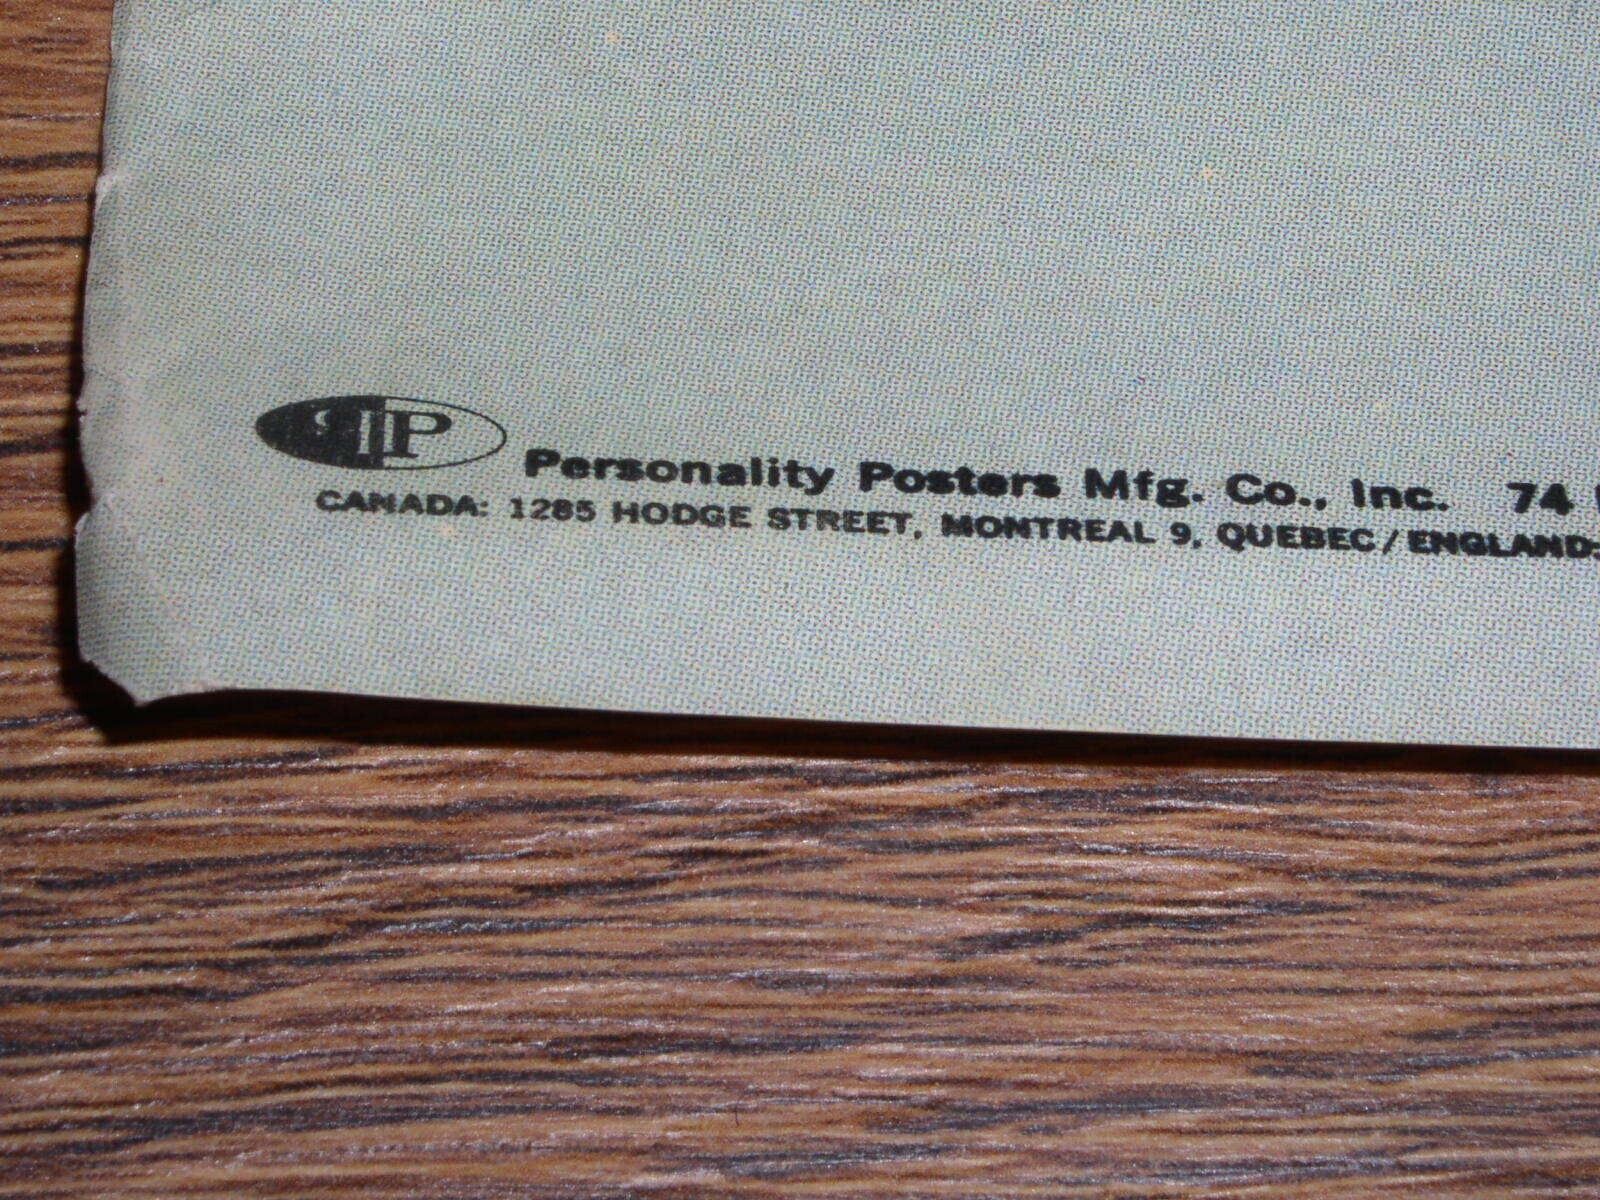 PP
Personality Posters Mfg. Co., Inc. 74
CANADA: 1285 HODGE STREET, MONTREAL 9, QUEBEC/ENGLAND: